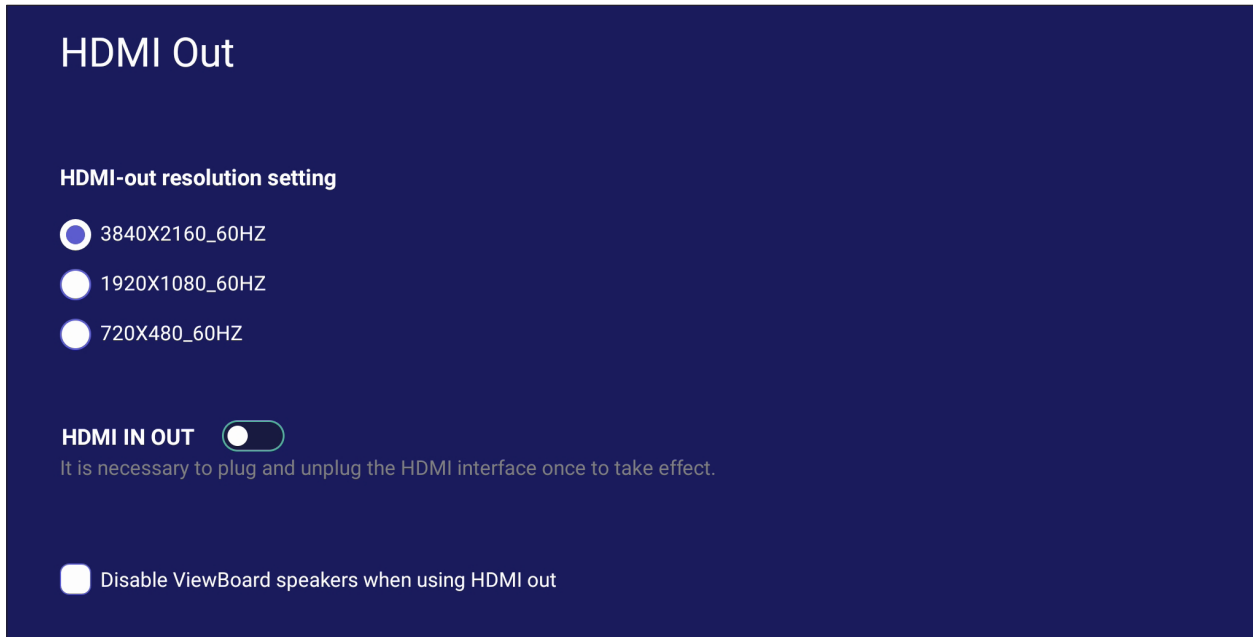 HDMI Out
HDMI-out resolution setting
3840X2160_60HZ
1920X1080_60HZ
720X480_60HZ
HDMI IN OUT
It is necessary to plug and unplug the HDMI interface once to take effect.
Disable ViewBoard speakers when using HDMI out